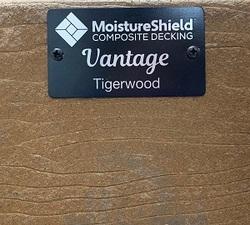 MoistureShield
COMPOSITE DECKING
Vantage
Tigerwood